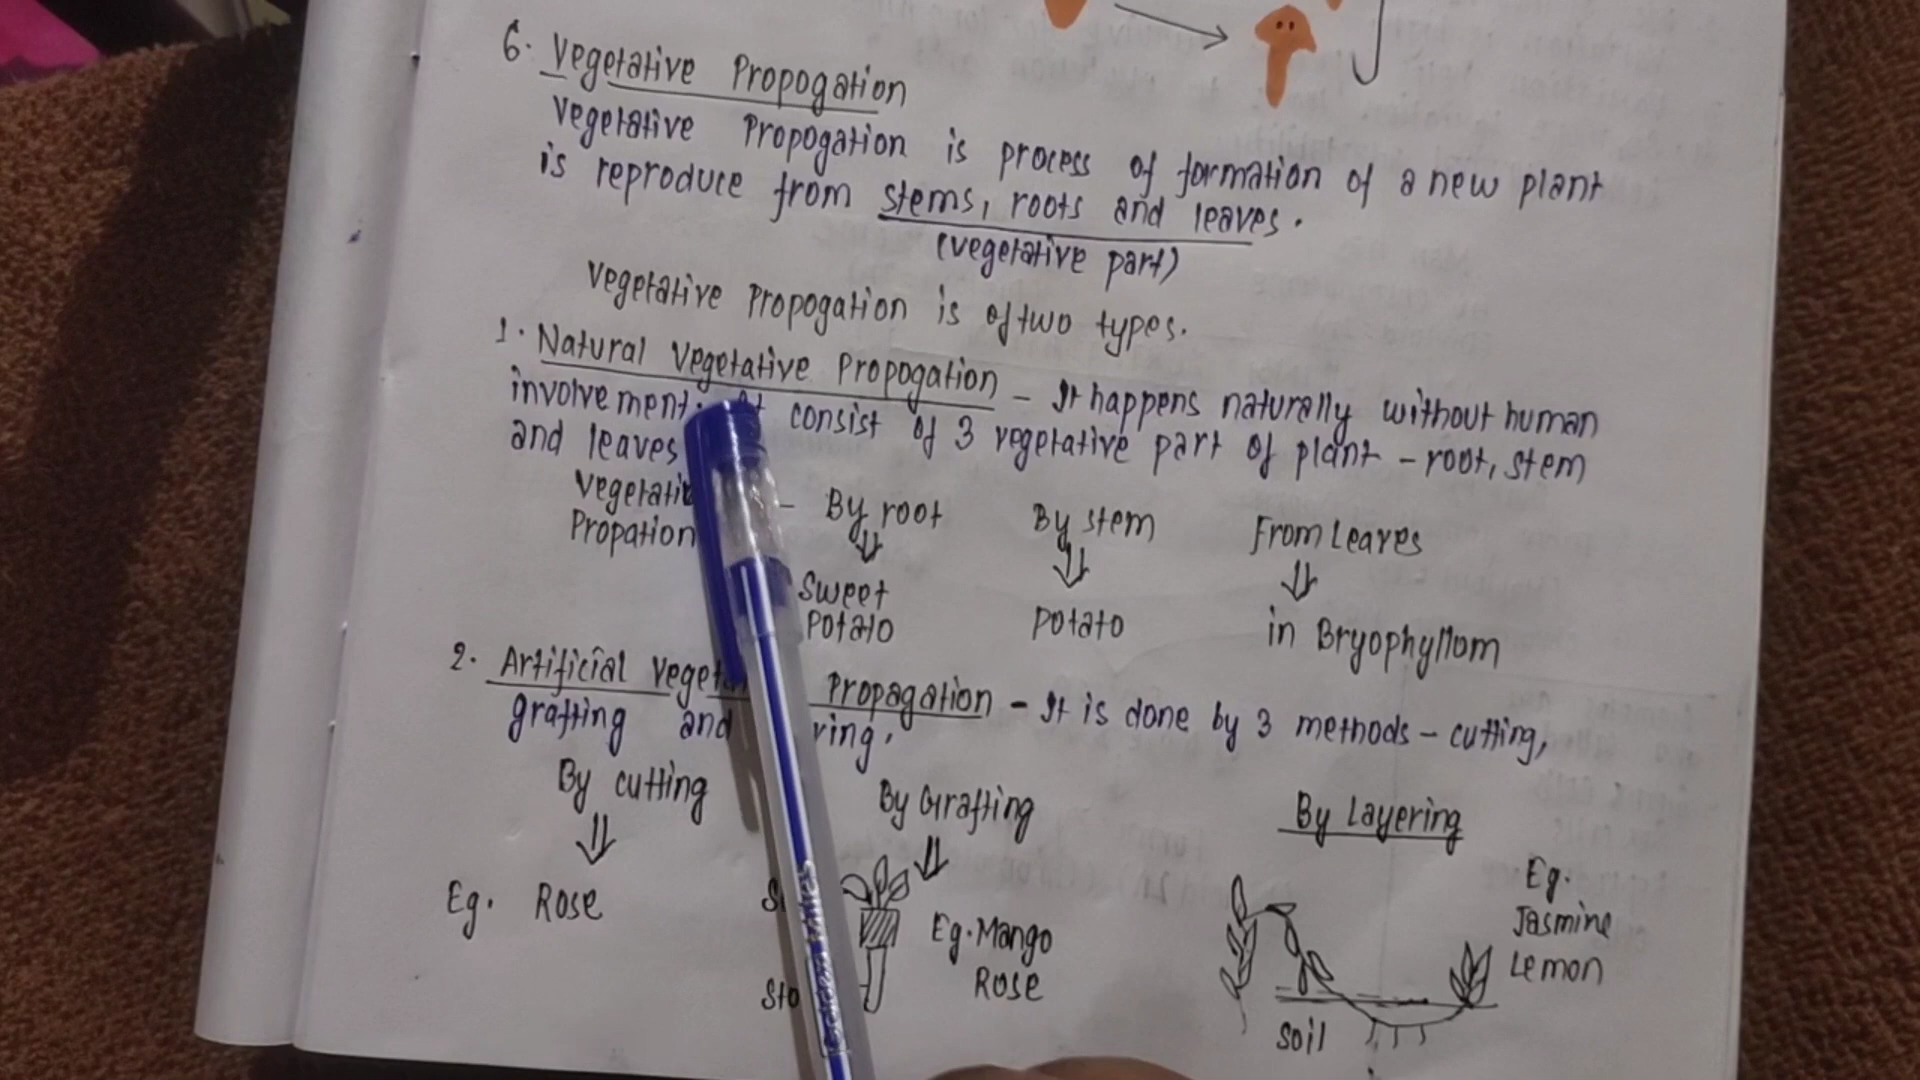 6. Vegetative Propogation
Vegetative Propogation is process of formation of a new plant
is reproduce from stems, roots and leaves.
(vegetative part)
Vegetative Propogation is of two types.
1. Natural Vegetative Propogation - It happens naturally without human
involvement. It consist of 3 vegetative part of plant - root, stem
and leaves
Propation - By root By stem From Leaves
Sweet Potato
Potato
in Bryophyllom
2. Artificial Propagation - It is done by 3 methods - cutting,
grafting and
By cutting By Grafting By Layering
Eg. Rose
Eg. Mango
Rose
Eg.
Jasmine
Lemon
Soil